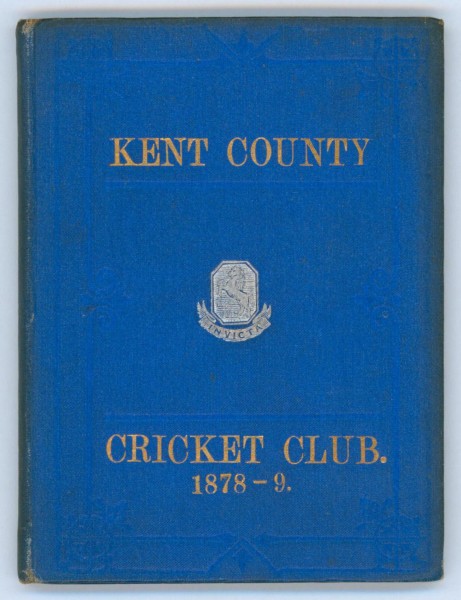 KENT COUNTY
INVICTA
CRICKET CLUB.
1878-9.